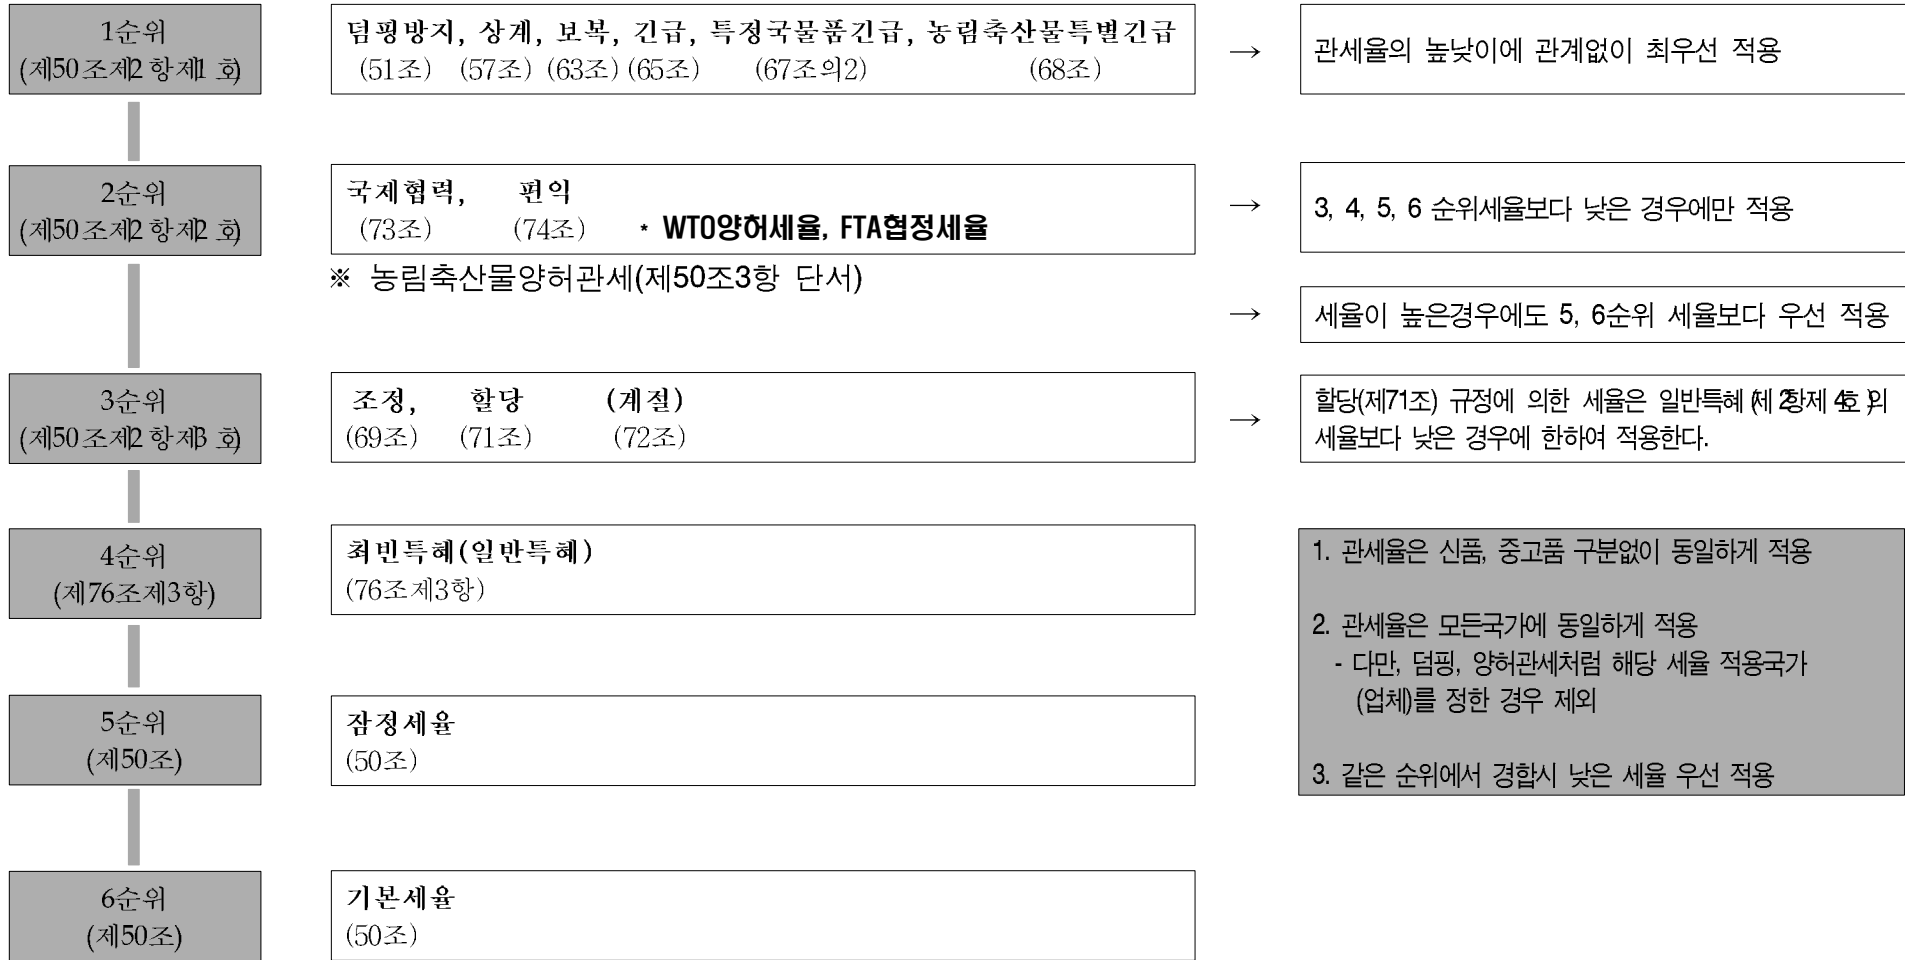 1순위
(제50조제2항제1호)
덤핑방지, 상계, 보복, 긴급, 특정국물품긴급, 농림축산물특별긴급
(51조) (57조) (63조) (65조) (67조의2) (68조)
→
관세율의 높낮이에 관계없이 최우선 적용
2순위
(제50조제2항제2호)
국제협력, 편익
(73조) (74조) * WTO양허세율, FTA협정세율
→
3, 4, 5, 6 순위세율보다 낮은 경우에만 적용
※ 농림축산물양허관세(제50조3항 단서)
→
세율이 높은경우에도 5, 6순위 세율보다 우선 적용
3순위
(제50조제2항제3호)
조정, 할당 (계절)
(69조) (71조) (72조)
→
할당(제71조) 규정에 의한 세율은 일반특혜(제2항제4호)의
세율보다 낮은 경우에 한하여 적용한다.
4순위
(제76조제3항)
최빈특혜(일반특혜)
(76조제3항)
1. 관세율은 신품, 중고품 구분없이 동일하게 적용
2. 관세율은 모든국가에 동일하게 적용
- 다만, 덤핑, 양허관세처럼 해당 세율 적용국가
(업체)를 정한 경우 제외
3. 같은 순위에서 경합시 낮은 세율 우선 적용
5순위
(제50조)
잠정세율
(50조)
6순위
(제50조)
기본세율
(50조)